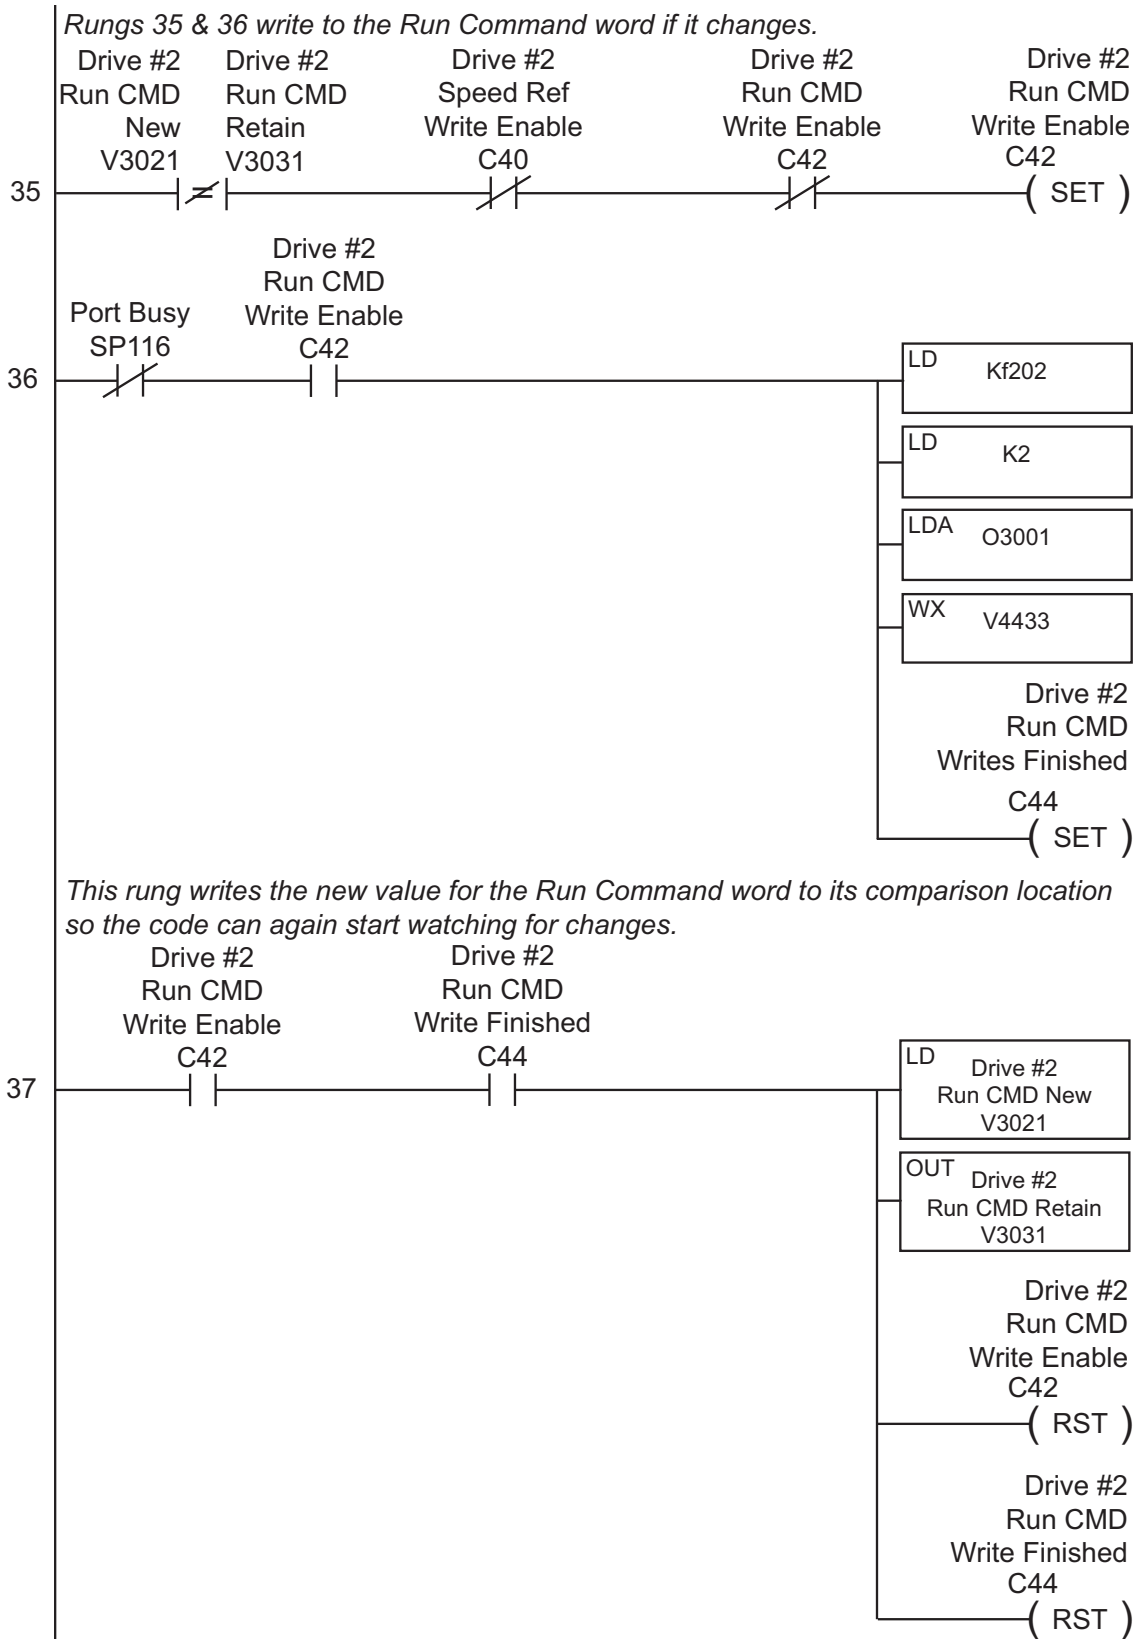 Rungs 35 & 36 write to the Run Command word if it changes.
Drive #2
Run CMD
New
V3021
Drive #2
Run CMD
Retain
V3031
Drive #2
Speed Ref
Write Enable
C40
Drive #2
Run CMD
Write Enable
C42
Drive #2
Run CMD
Write Enable
C42
35
=
( SET )
Drive #2
Run CMD
Write Enable
C42
Port Busy
SP116
36
LD Kf202
LD K2
LDA O3001
WX V4433
Drive #2
Run CMD
Writes Finished
C44
( SET )
This rung writes the new value for the Run Command word to its comparison location
so the code can again start watching for changes.
Drive #2
Run CMD
Write Enable
C42
Drive #2
Run CMD
Write Finished
C44
37
LD Drive #2
Run CMD New
V3021
OUT Drive #2
Run CMD Retain
V3031
Drive #2
Run CMD
Write Enable
C42
( RST )
Drive #2
Run CMD
Write Finished
C44
( RST )